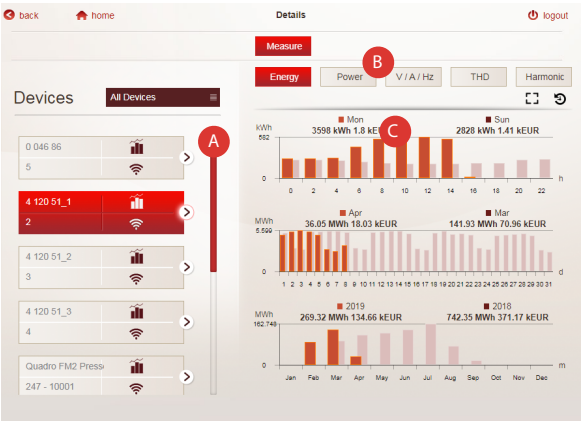 back home Details logout
Measure
B
Energy Power V / A / Hz THD Harmonic
Devices All Devices
A
0 046 86
5
4 120 51_1
2
4 120 51_2
3
4 120 51_3
4
Quadro FM2 Presse
247 - 10001
C
Mon Sun
kWh 3598 kWh 1.8 kEUR 2828 kWh 1.41 kEUR
582
0 h
0 2 4 6 8 10 12 14 16 18 20 22
Apr Mar
MWh 36.05 MWh 18.03 kEUR 141.93 MWh 70.96 kEUR
5.599
0 d
1 2 3 4 5 6 7 8 9 10 11 12 13 14 15 16 17 18 19 20 21 22 23 24 25 26 27 28 29 30 31
2019 2018
MWh 269.32 MWh 134.66 kEUR 742.35 MWh 371.17 kEUR
162.748
0 m
Jan Feb Mar Apr May Jun Jul Aug Sep Oct Nov Dec